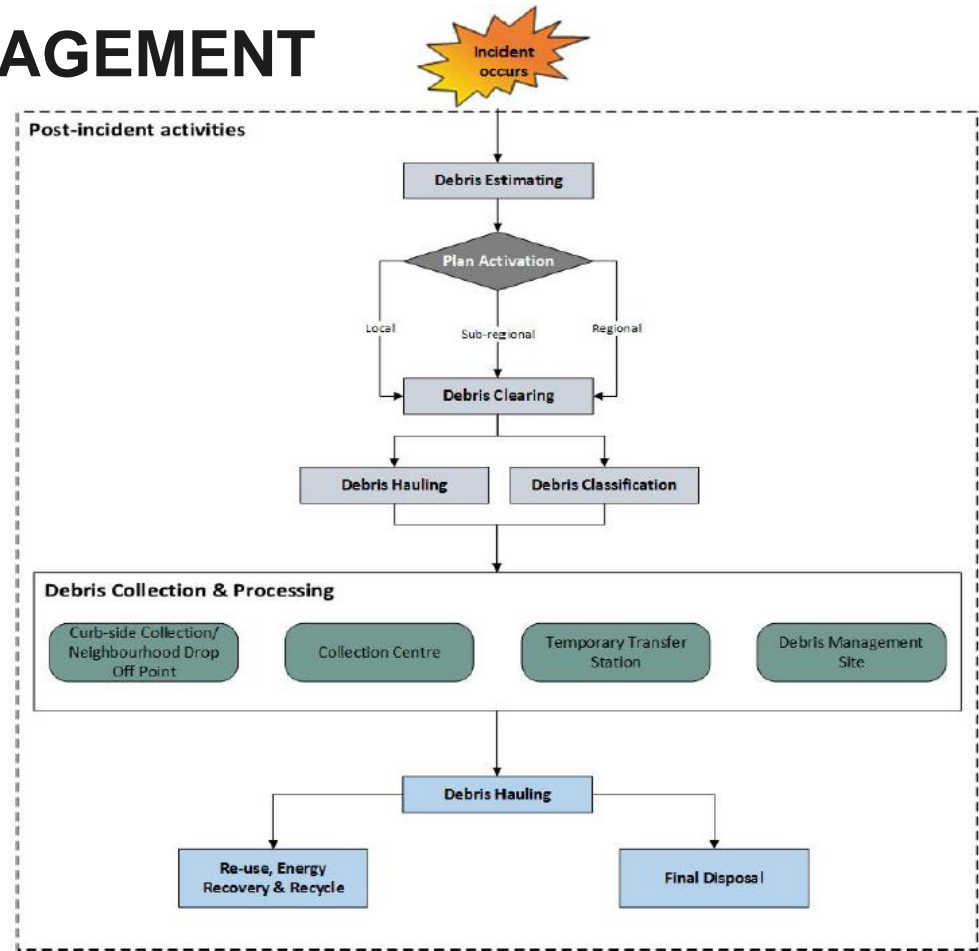 AGEMENT
Incident
occurs
Post-incident activities
Debris Estimating
Plan Activation
Local
Sub-regional
Regional
Debris Clearing
Debris Hauling
Debris Classification
Debris Collection & Processing
Curb-side Collection/
Neighbourhood Drop
Off Point
Collection Centre
Temporary Transfer
Station
Debris Management
Site
Debris Hauling
Re-use, Energy
Recovery & Recycle
Final Disposal